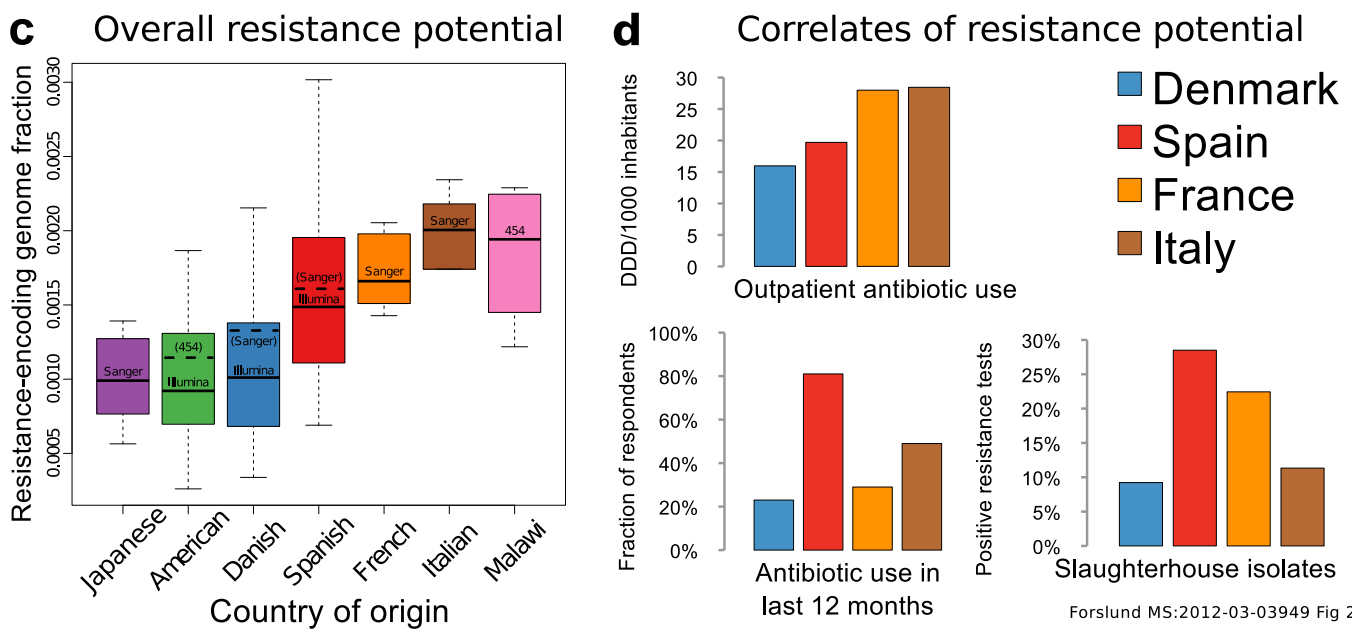 c Overall resistance potential
Resistance-encoding genome fraction
0.0030
0.0025
0.0020
0.0015
0.0010
0.0005
Sanger
(454)
Illumina
(Sanger)
Illumina
(Sanger)
Illumina
Sanger
Sanger
454
Japanese
American
Danish
Spanish
French
Italian
Malawi
Country of origin
d Correlates of resistance potential
DDD/1000 inhabitants
30
25
20
15
10
5
0
Outpatient antibiotic use
Denmark
Spain
France
Italy
Fraction of respondents
100%
80%
60%
40%
20%
0%
Antibiotic use in
last 12 months
Positive resistance tests
30%
25%
20%
15%
10%
5%
0%
Slaughterhouse isolates
Forslund MS:2012-03-03949 Fig 2